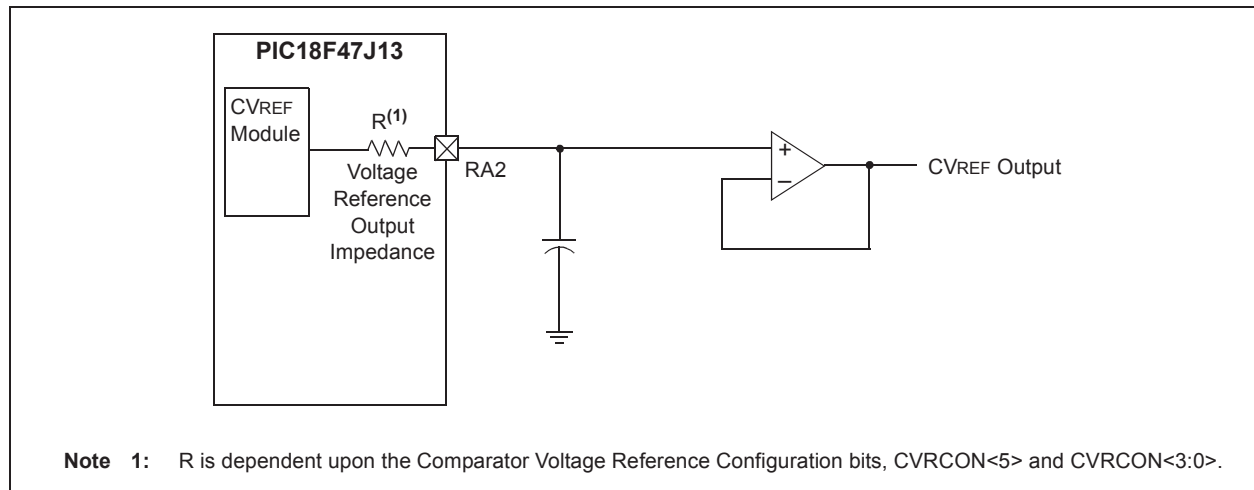 PIC18F47J13
CVREF
Module
R(1)
Voltage
Reference
Output
Impedance
RA2
+
–
CVREF Output
Note 1: R is dependent upon the Comparator Voltage Reference Configuration bits, CVRCON<5> and CVRCON<3:0>.